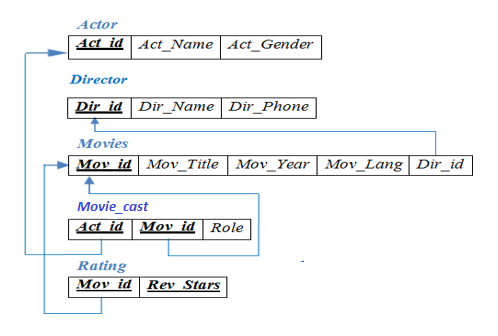 Actor
Act_id Act_Name Act_Gender
Director
Dir_id Dir_Name Dir_Phone
Movies
Mov_id Mov_Title Mov_Year Mov_Lang Dir_id
Movie_cast
Act_id Mov_id Role
Rating
Mov_id Rev_Stars